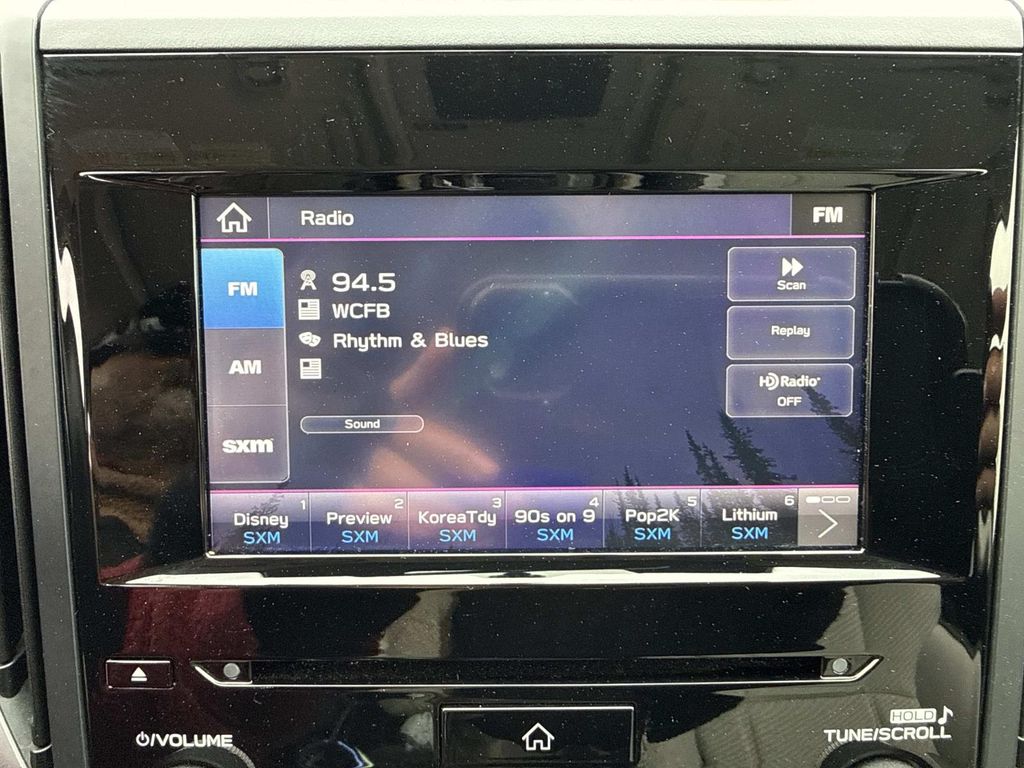 Radio
FM
FM
AM
sxm
94.5
WCFB
Rhythm & Blues
Sound
Scan
Replay
HD Radio
OFF
1
Disney
SXM
2
Preview
SXM
3
KoreaTdy
SXM
4
90s on 9
SXM
5
Pop2K
SXM
6
Lithium
SXM
/VOLUME
HOLD
TUNE/SCROLL